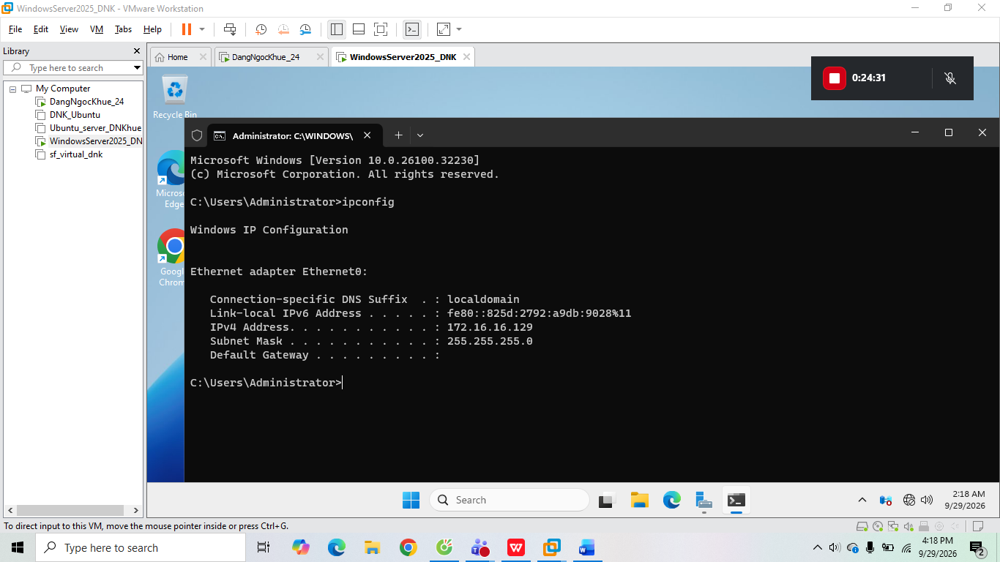 WindowsServer2025_DNK - VMware Workstation
File Edit View VM Tabs Help
Library
Type here to search
My Computer
DangNgocKhue_24
DNK_Ubuntu
Ubuntu_server_DNKhue
WindowsServer2025_DN
sf_virtual_dnk
Home
DangNgocKhue_24
WindowsServer2025_DNK
0:24:31
Recycle Bin
Micros
Edge
Googl
Chrom
Administrator: C:\WINDOWS\
Microsoft Windows [Version 10.0.26100.32230]
(c) Microsoft Corporation. All rights reserved.
C:\Users\Administrator>ipconfig
Windows IP Configuration
Ethernet adapter Ethernet0:
Connection-specific DNS Suffix . : localdomain
Link-local IPv6 Address . . . . . : fe80::825d:2792:a9db:9028%11
IPv4 Address. . . . . . . . . . . : 172.16.16.129
Subnet Mask . . . . . . . . . . . : 255.255.255.0
Default Gateway . . . . . . . . . :
C:\Users\Administrator>
Search
2:18 AM
9/29/2026
To direct input to this VM, move the mouse pointer inside or press Ctrl+G.
Type here to search
4:18 PM
9/29/2026
2